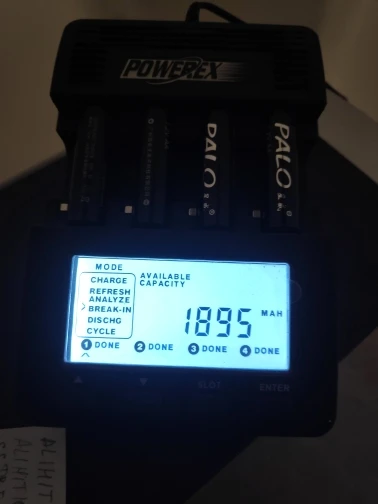 POWEREX
PALO
PALO
MODE
CHARGE
REFRESH
ANALYZE
BREAK-IN
DISCHG
CYCLE
AVAILABLE
CAPACITY
1895 MAH
1 DONE 2 DONE 3 DONE 4 DONE
SLOT ENTER